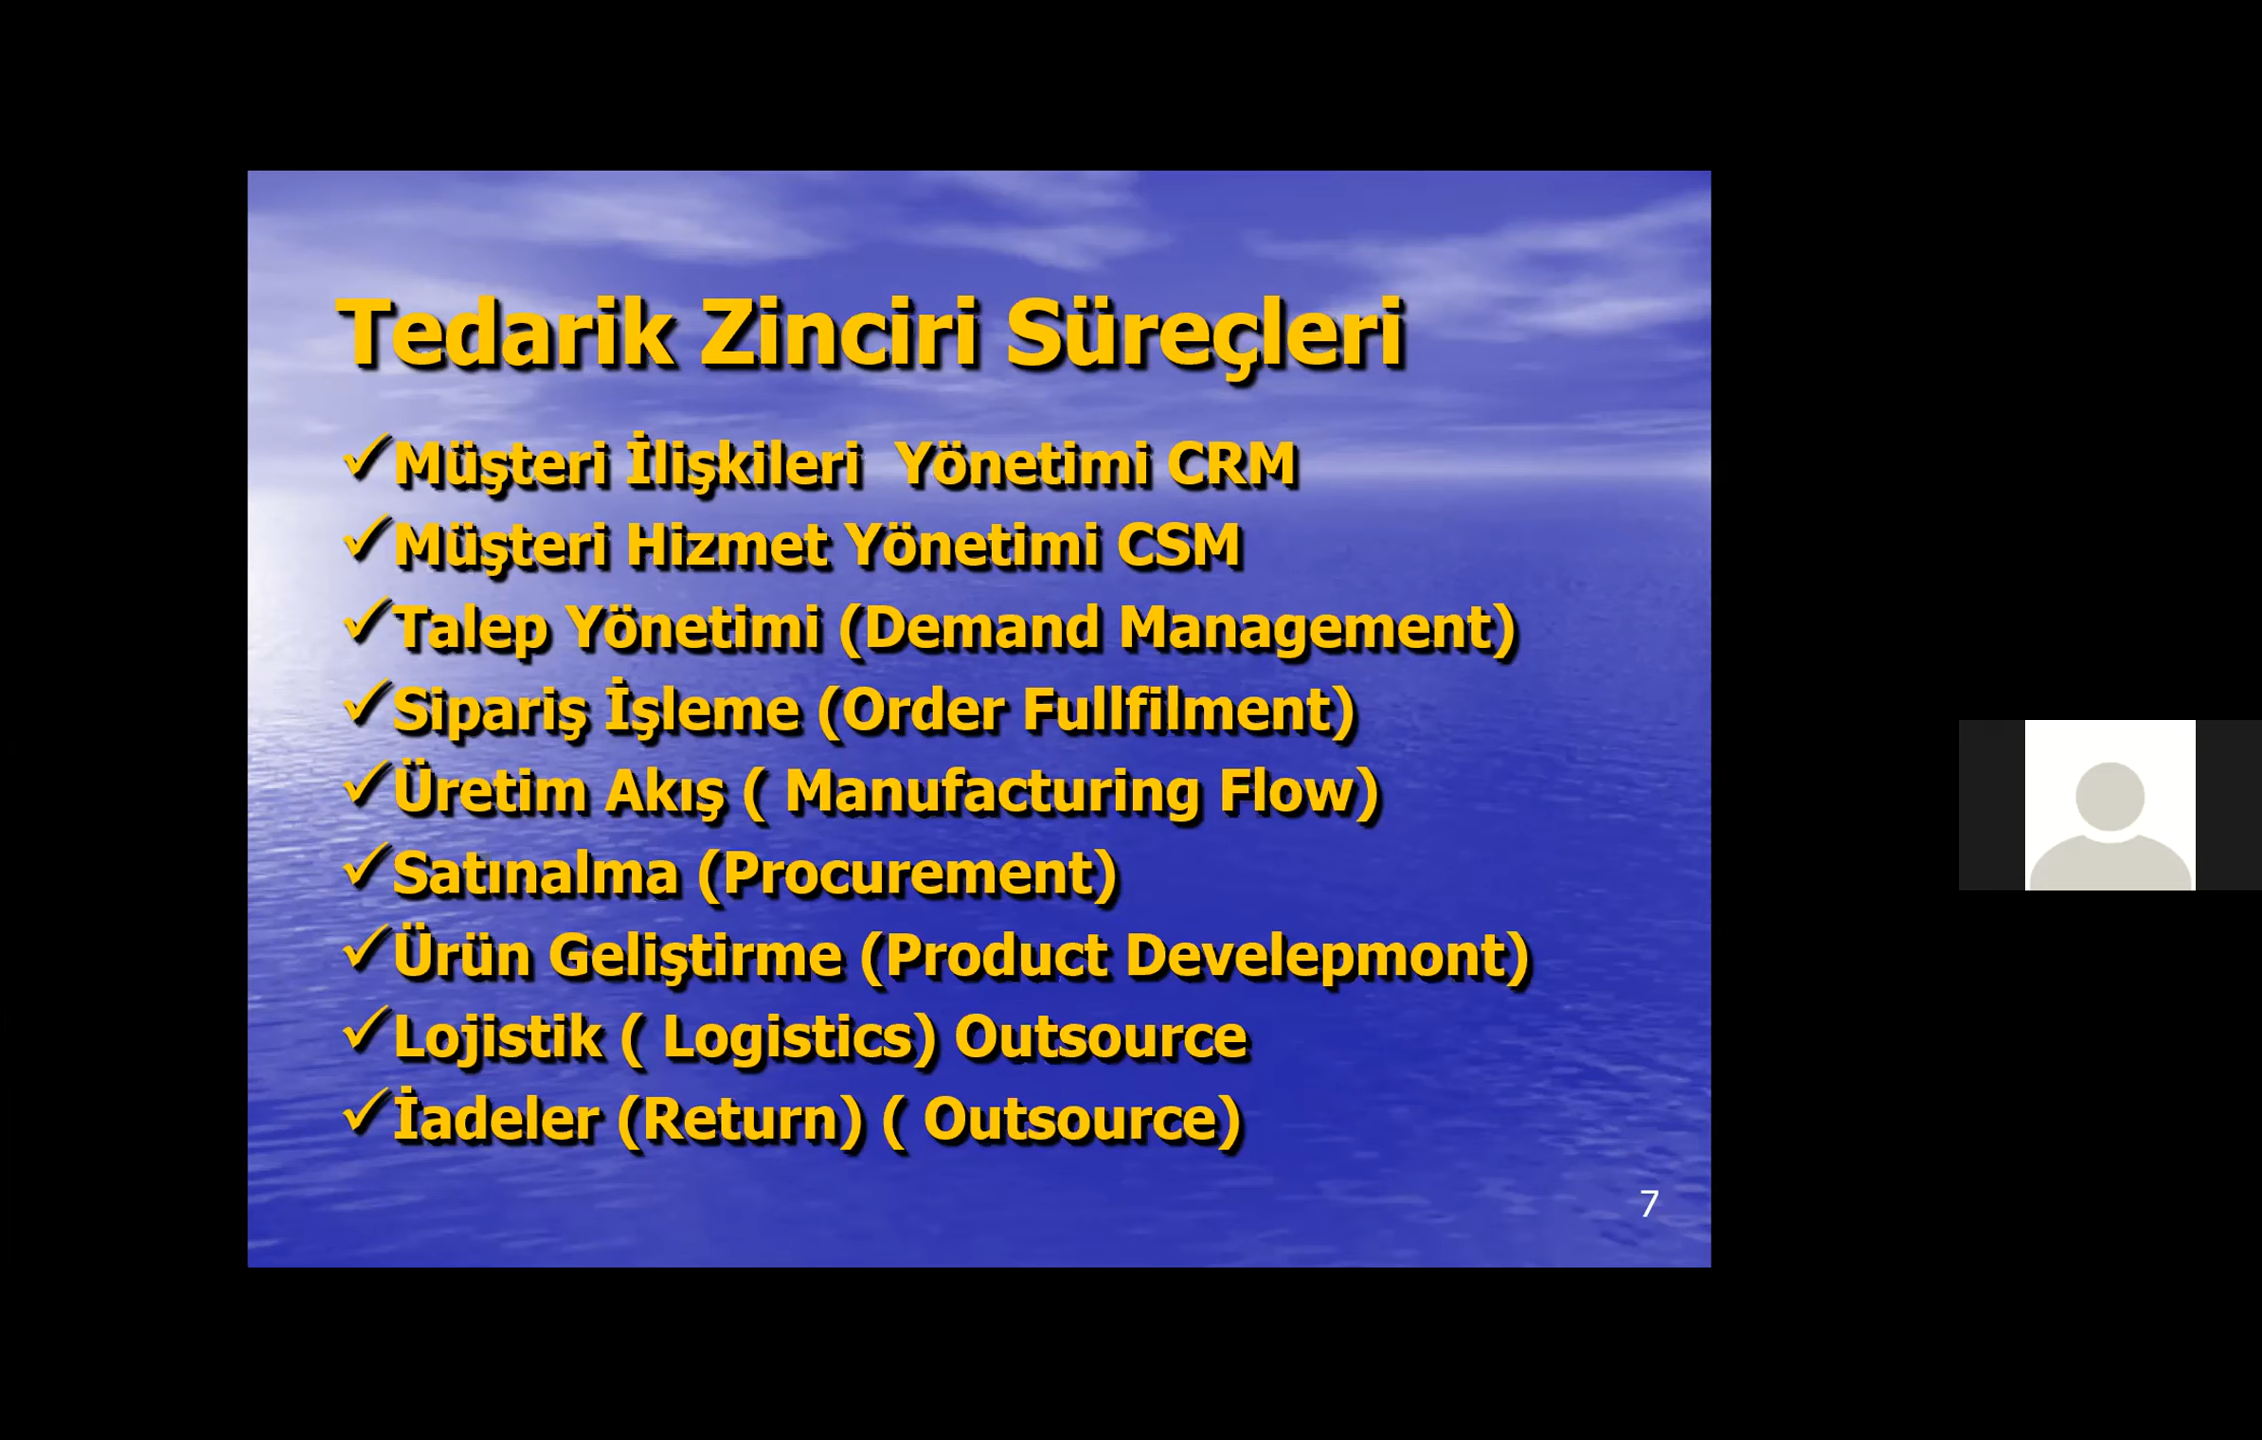 Tedarik Zinciri Süreçleri
✓Müşteri İlişkileri  Yönetimi CRM
✓Müşteri Hizmet Yönetimi CSM
✓Talep Yönetimi (Demand Management)
✓Sipariş İşleme (Order Fullfilment)
✓Üretim Akış ( Manufacturing Flow)
✓Satınalma (Procurement)
✓Ürün Geliştirme (Product Develepmont)
✓Lojistik ( Logistics) Outsource
✓İadeler (Return) ( Outsource)
7